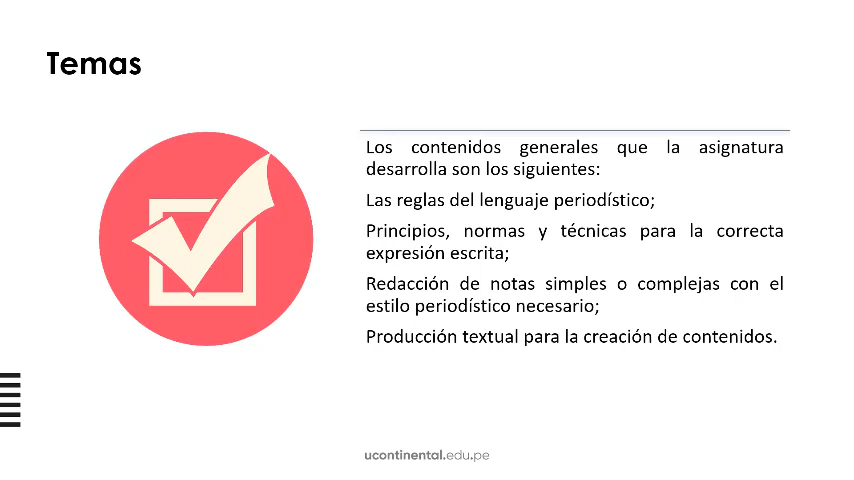 Temas
Los contenidos generales que la asignatura
desarrolla son los siguientes:
Las reglas del lenguaje periodístico;
Principios, normas y técnicas para la correcta
expresión escrita;
Redacción de notas simples o complejas con el
estilo periodístico necesario;
Producción textual para la creación de contenidos.
ucontinental.edu.pe